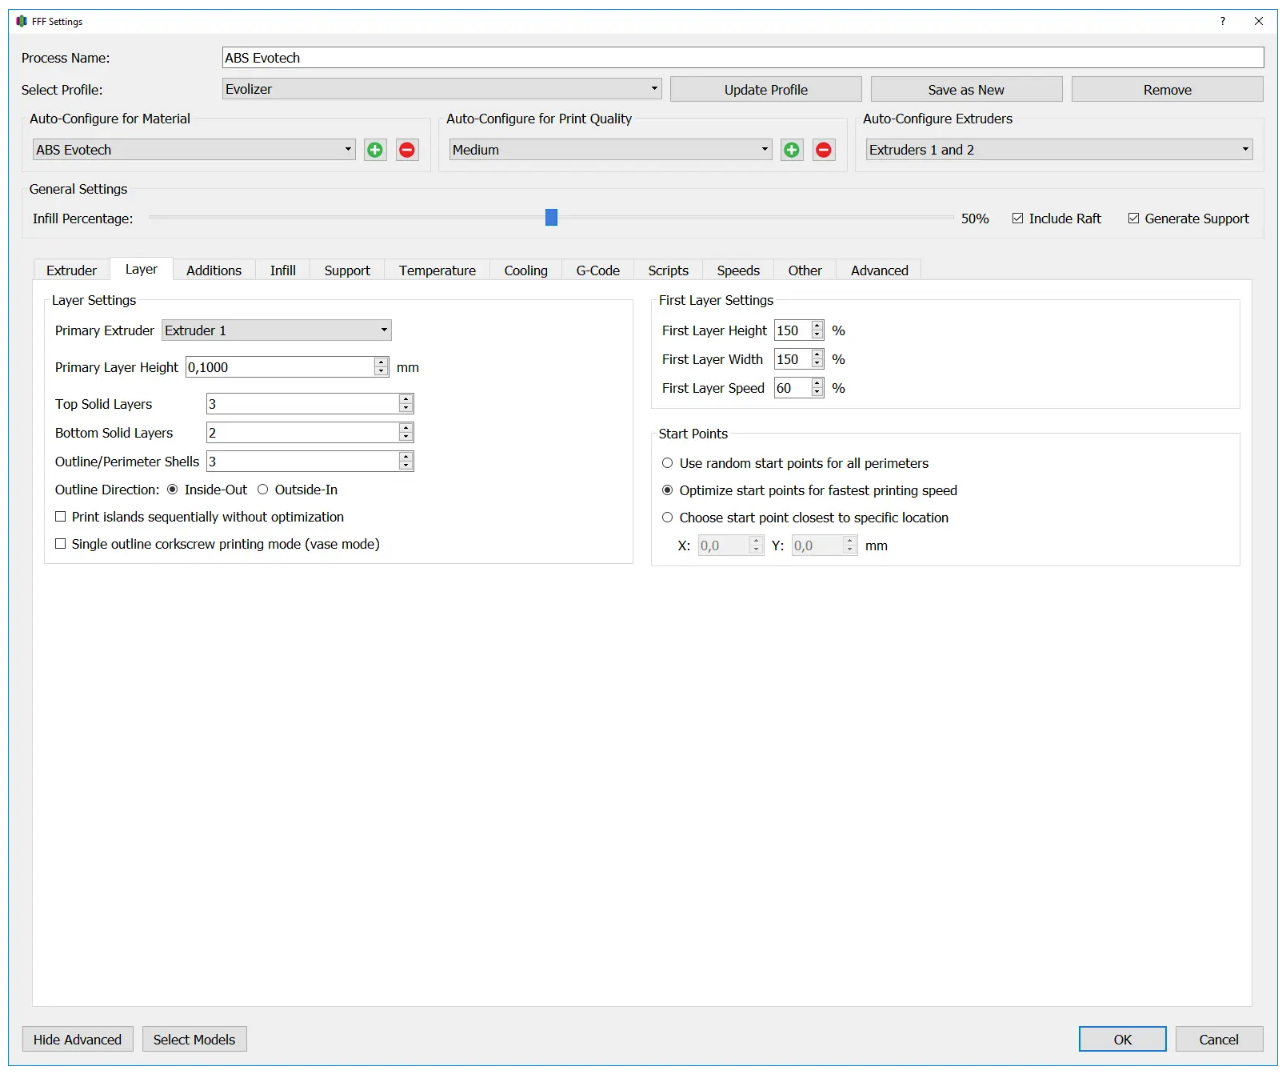 FFF Settings
?
Process Name: ABS Evotech
Select Profile: Evolizer Update Profile Save as New Remove
Auto-Configure for Material Auto-Configure for Print Quality Auto-Configure Extruders
ABS Evotech Medium Extruders 1 and 2
General Settings
Infill Percentage: 50% Include Raft Generate Support
Extruder Layer Additions Infill Support Temperature Cooling G-Code Scripts Speeds Other Advanced
Layer Settings
Primary Extruder Extruder 1
Primary Layer Height 0,1000 mm
Top Solid Layers 3
Bottom Solid Layers 2
Outline/Perimeter Shells 3
Outline Direction: Inside-Out Outside-In
Print islands sequentially without optimization
Single outline corkscrew printing mode (vase mode)
First Layer Settings
First Layer Height 150 %
First Layer Width 150 %
First Layer Speed 60 %
Start Points
Use random start points for all perimeters
Optimize start points for fastest printing speed
Choose start point closest to specific location
X: 0,0 Y: 0,0 mm
Hide Advanced Select Models OK Cancel